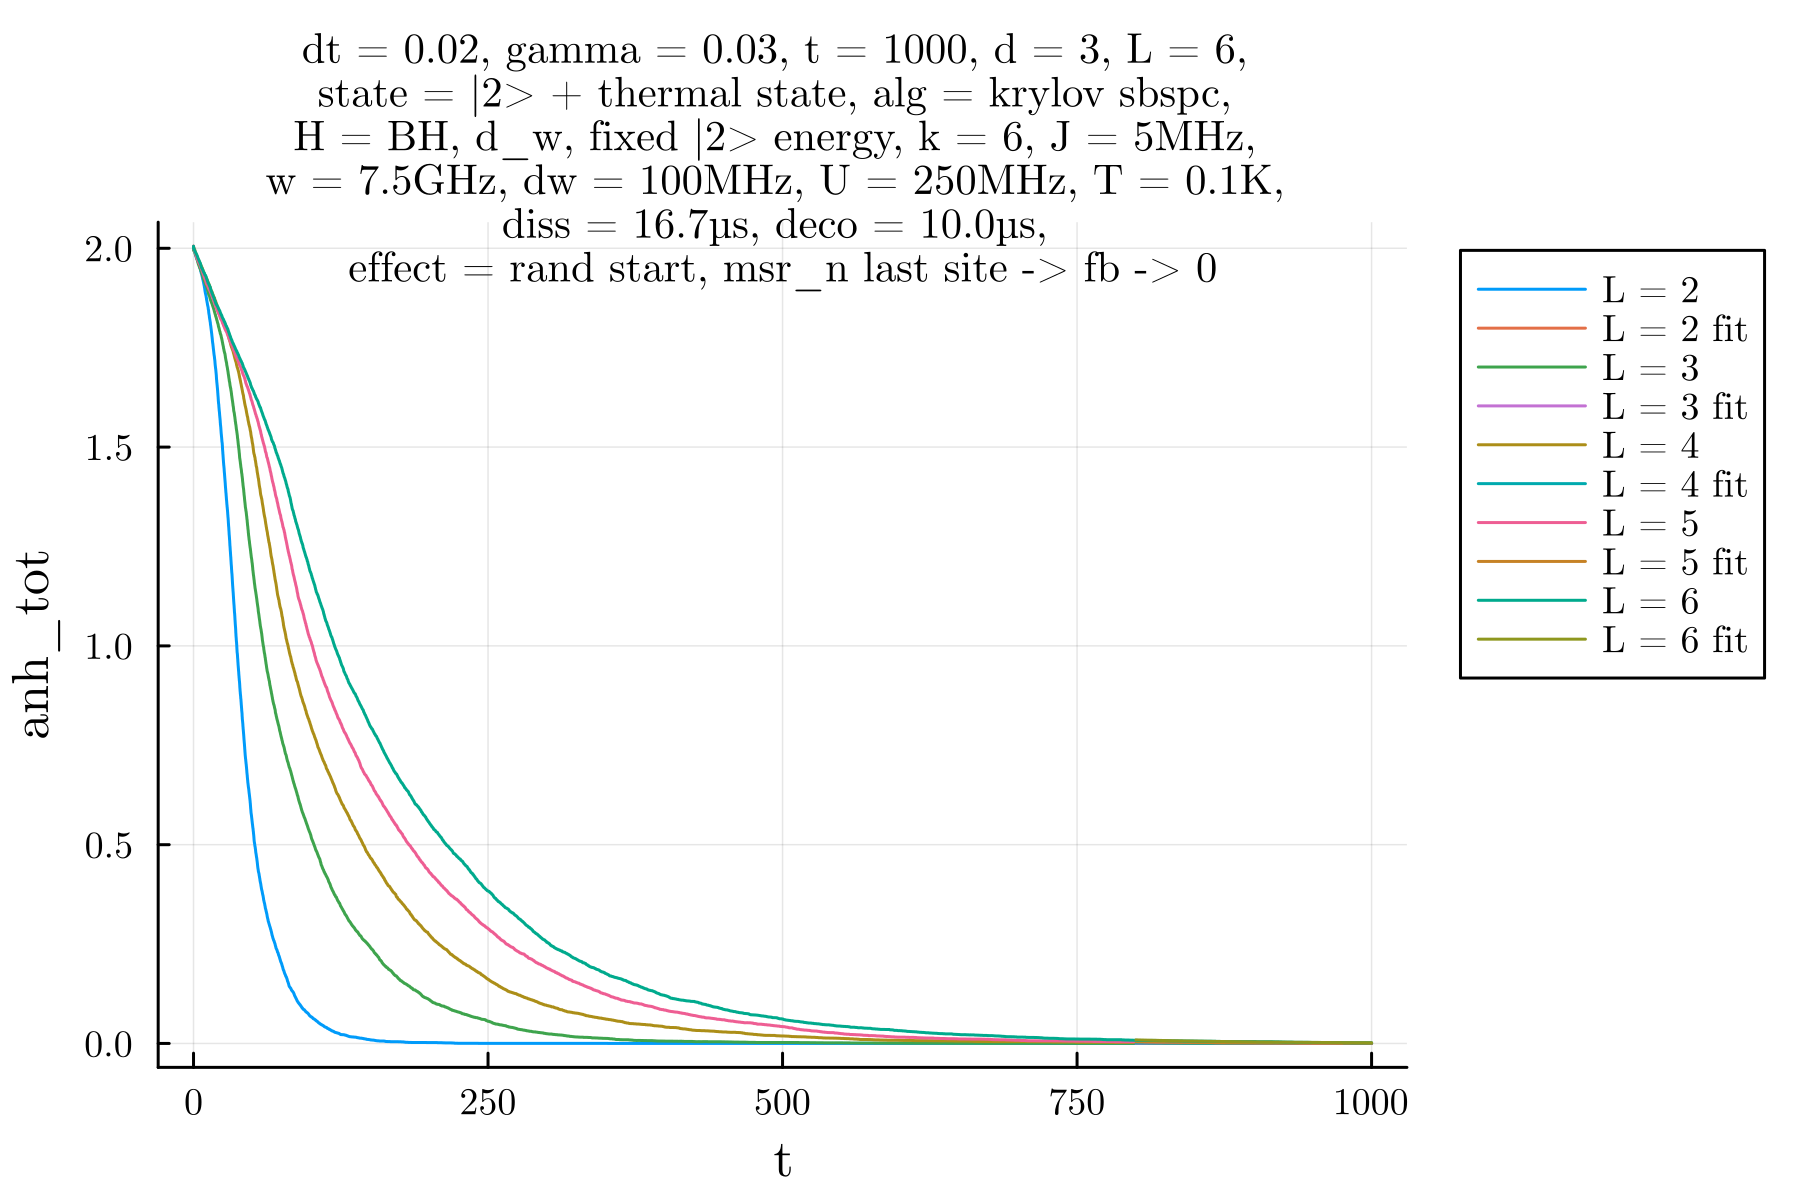 dt = 0.02, gamma = 0.03, t = 1000, d = 3, L = 6,
state = |2> + thermal state, alg = krylov sbspc,
H = BH, d_w, fixed |2> energy, k = 6, J = 5MHz,
w = 7.5GHz, dw = 100MHz, U = 250MHz, T = 0.1K,
diss = 16.7µs, deco = 10.0µs,
effect = rand start, msr_n last site -> fb -> 0
anh_tot
2.0
1.5
1.0
0.5
0.0
0
250
500
750
1000
t
L = 2
L = 2 fit
L = 3
L = 3 fit
L = 4
L = 4 fit
L = 5
L = 5 fit
L = 6
L = 6 fit